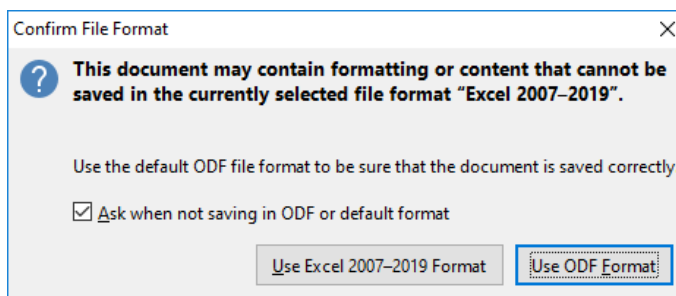 Confirm File Format
This document may contain formatting or content that cannot be
saved in the currently selected file format “Excel 2007–2019”.
Use the default ODF file format to be sure that the document is saved correctly
Ask when not saving in ODF or default format
Use Excel 2007–2019 Format
Use ODF Format